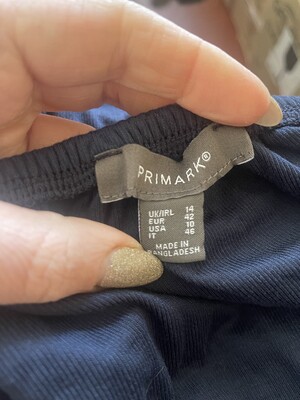 PRIMARK®
UK/IRL 14
EUR 42
USA 10
IT 46
MADE IN
BANGLADESH